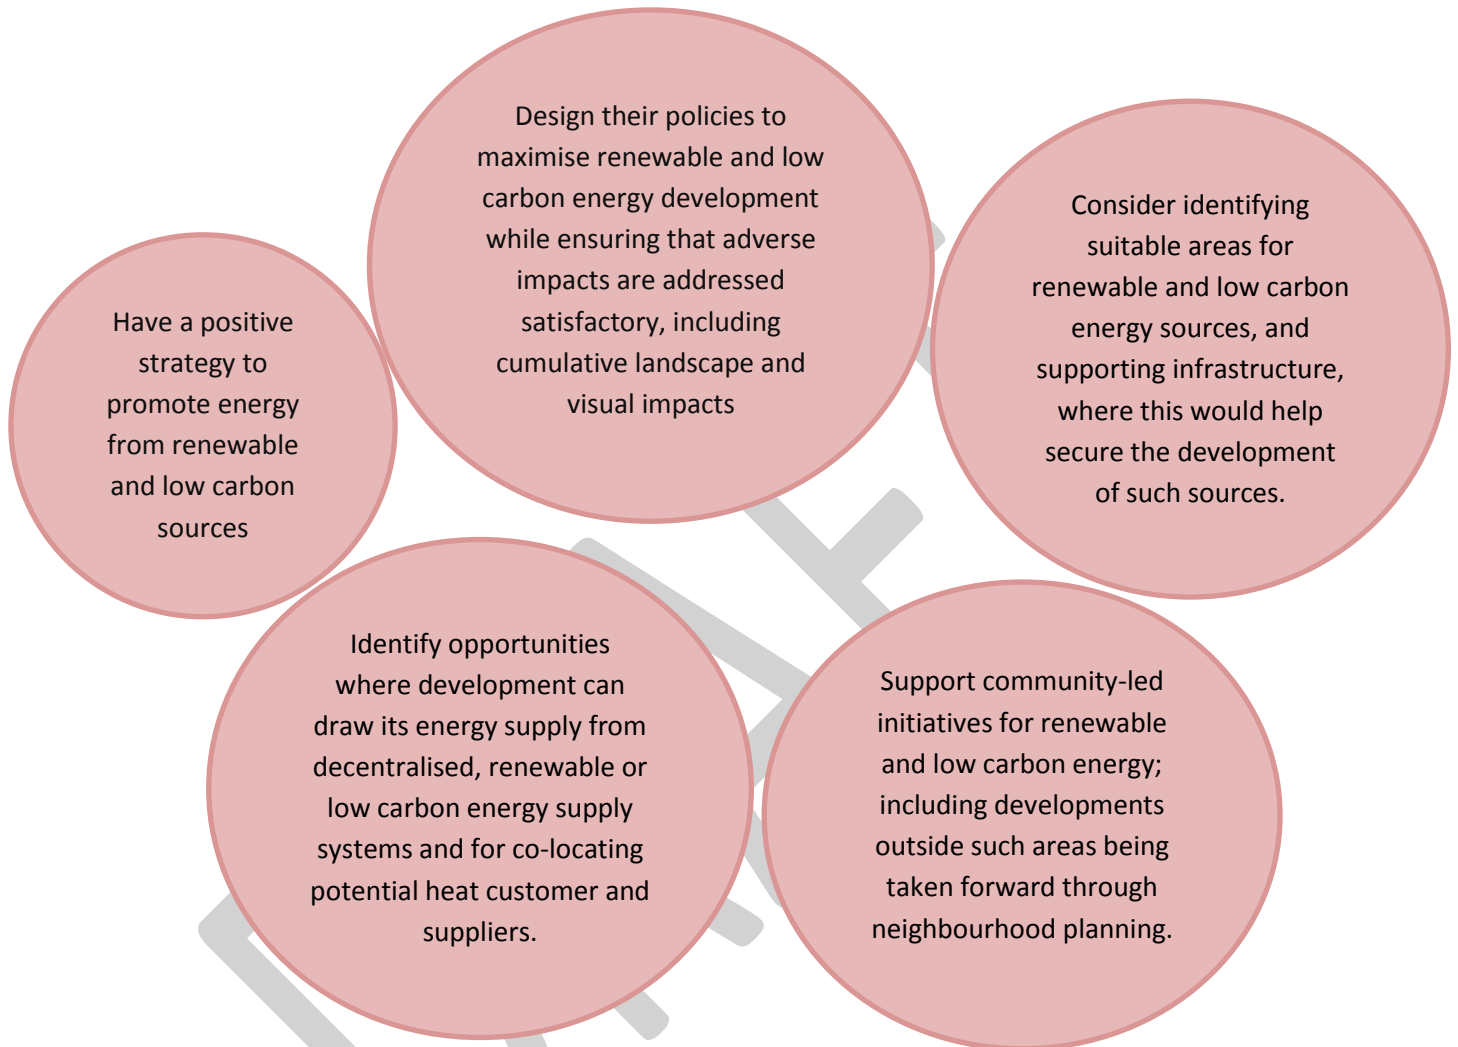 Design their policies to
maximise renewable and low
carbon energy development
while ensuring that adverse
impacts are addressed
satisfactory, including
cumulative landscape and
visual impacts
Consider identifying
suitable areas for
renewable and low carbon
energy sources, and
supporting infrastructure,
where this would help
secure the development
of such sources.
Have a positive
strategy to
promote energy
from renewable
and low carbon
sources
Identify opportunities
where development can
draw its energy supply from
decentralised, renewable or
low carbon energy supply
systems and for co-locating
potential heat customer and
suppliers.
Support community-led
initiatives for renewable
and low carbon energy;
including developments
outside such areas being
taken forward through
neighbourhood planning.